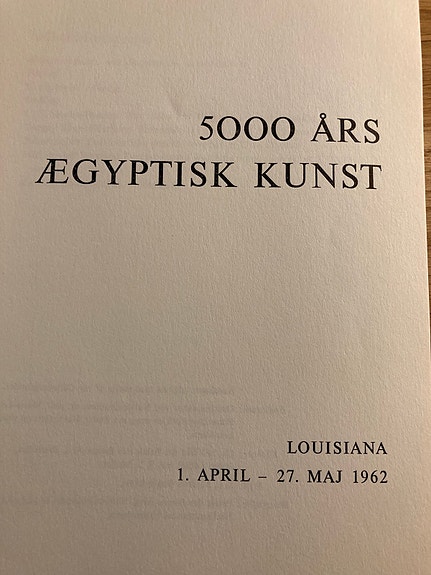 5000 ÅRS
ÆGYPTISK KUNST
LOUISIANA
1. APRIL – 27. MAJ 1962